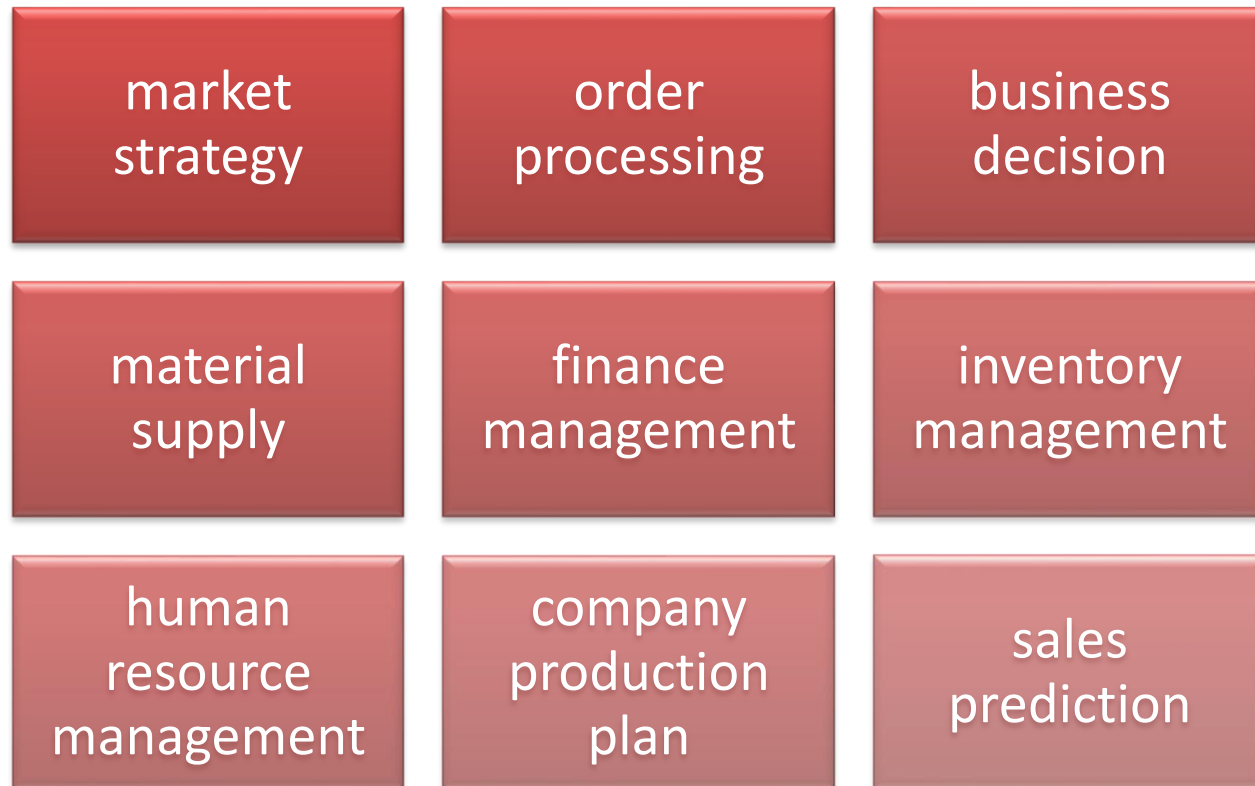 market
strategy
order
processing
business
decision
material
supply
finance
management
inventory
management
human
resource
management
company
production
plan
sales
prediction